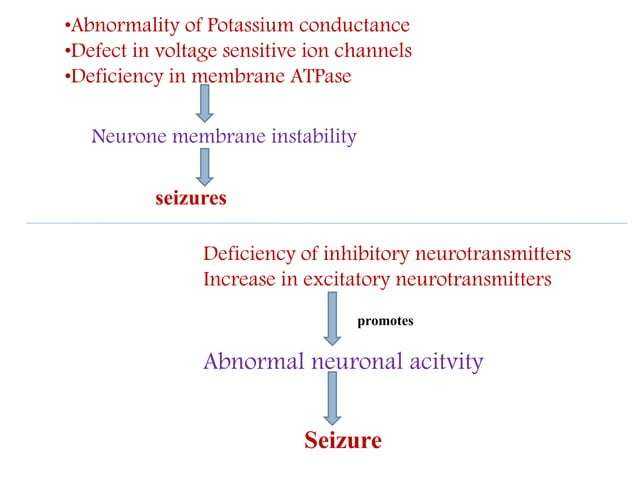 •Abnormality of Potassium conductance
•Defect in voltage sensitive ion channels
•Deficiency in membrane ATPase
Neurone membrane instability
seizures
Deficiency of inhibitory neurotransmitters
Increase in excitatory neurotransmitters
promotes
Abnormal neuronal acitvity
Seizure